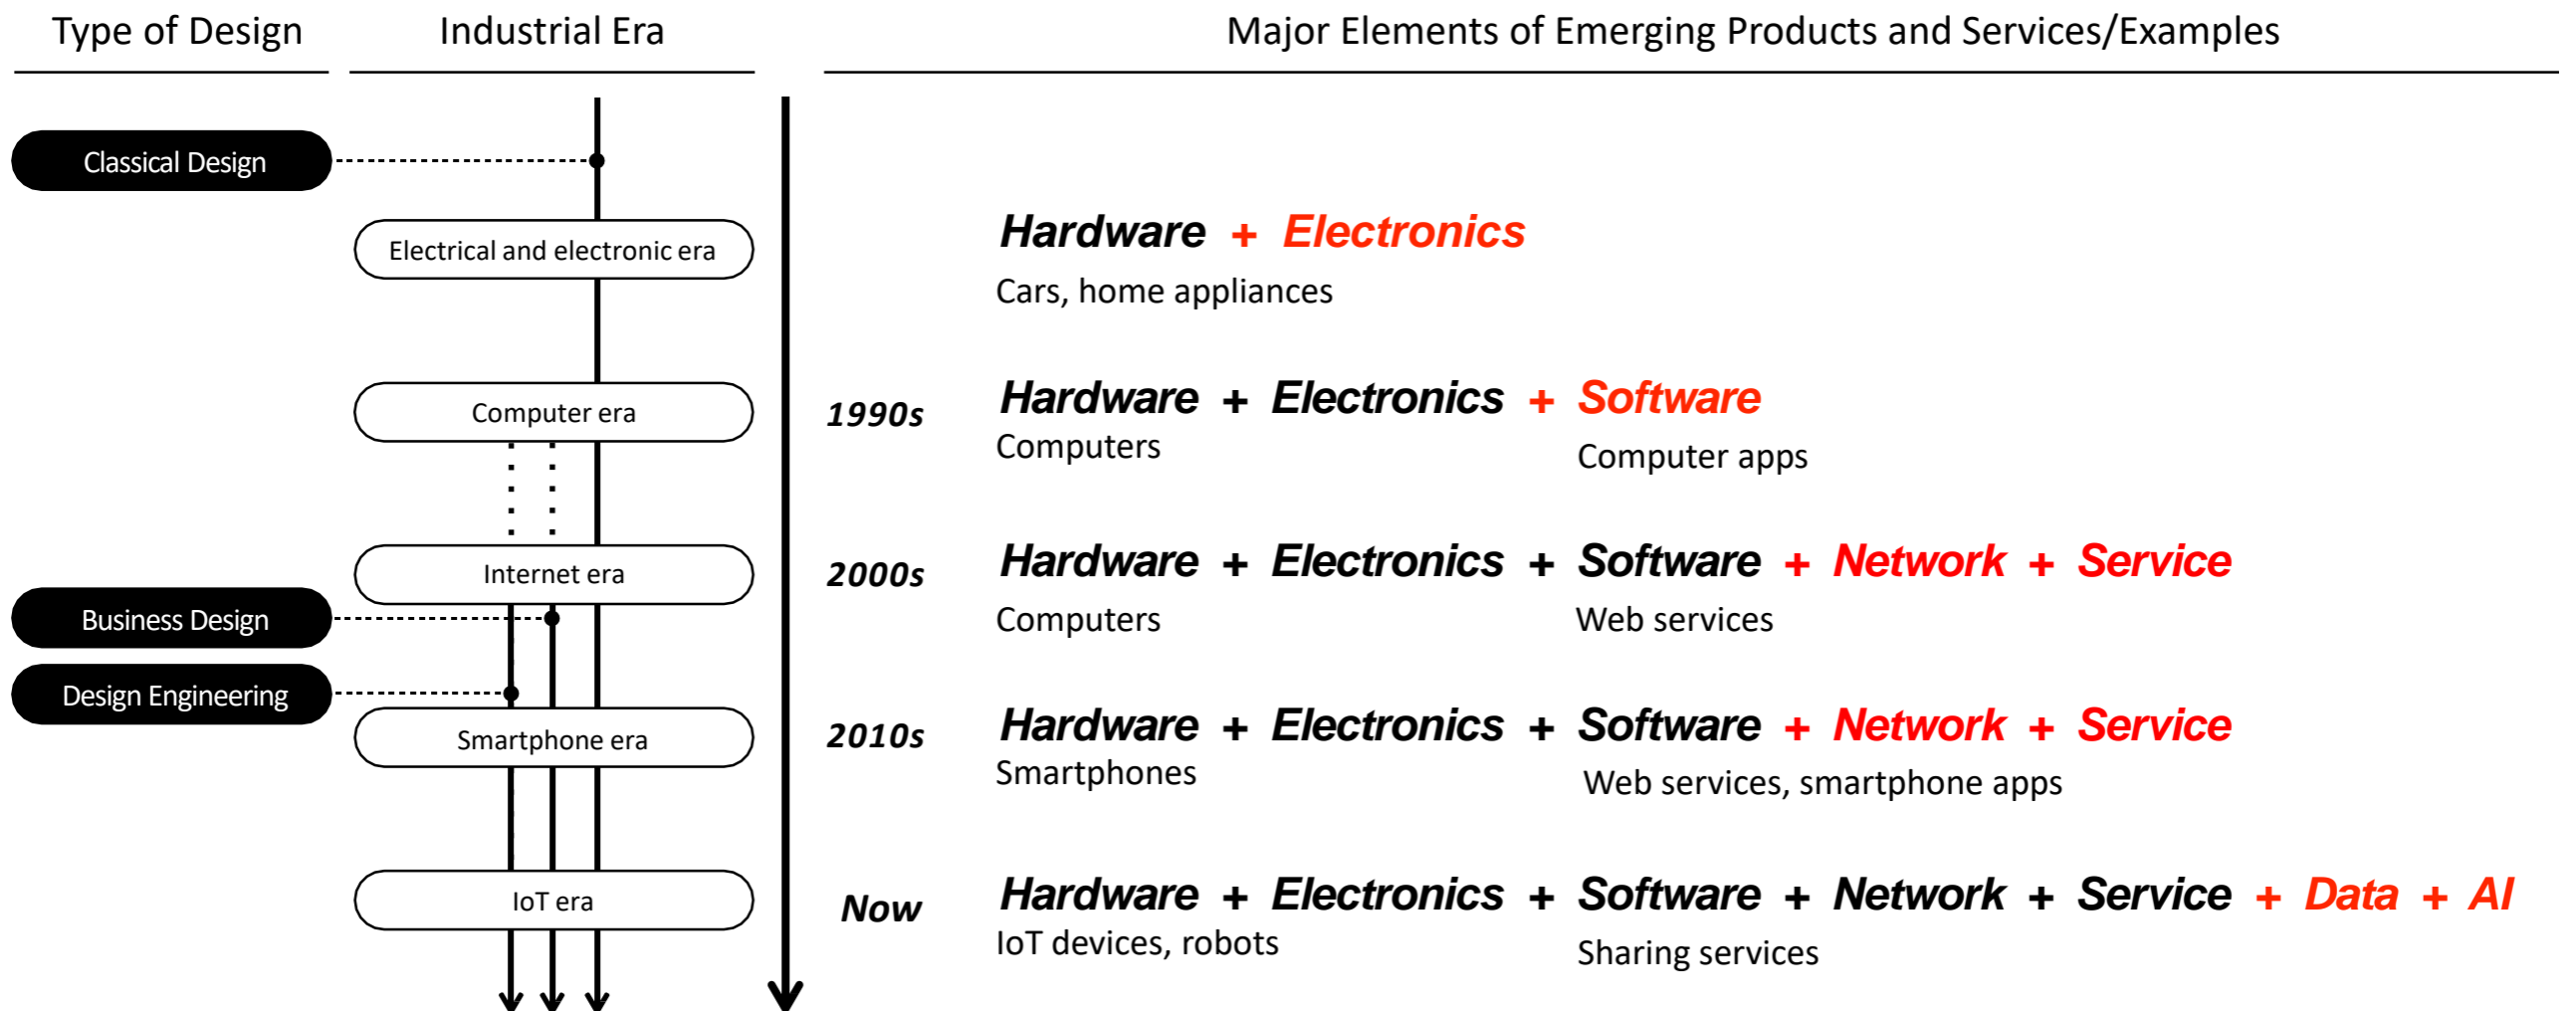 Type of Design
Industrial Era
Major Elements of Emerging Products and Services/Examples
Classical Design
Electrical and electronic era
Hardware + Electronics
Cars, home appliances
Computer era
1990s
Hardware + Electronics + Software
Computers
Computer apps
Internet era
2000s
Hardware + Electronics + Software + Network + Service
Computers
Web services
Business Design
Design Engineering
Smartphone era
2010s
Hardware + Electronics + Software + Network + Service
Smartphones
Web services, smartphone apps
IoT era
Now
Hardware + Electronics + Software + Network + Service + Data + AI
IoT devices, robots
Sharing services